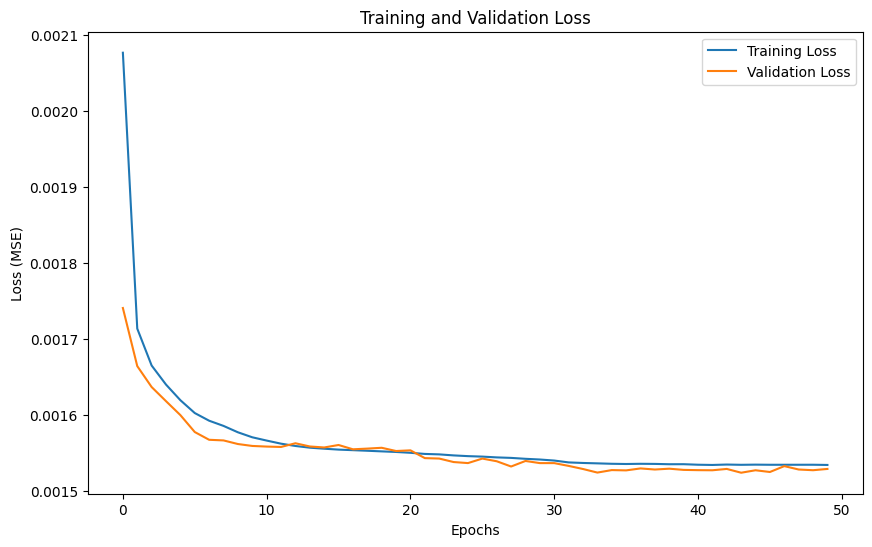 Training and Validation Loss
Training Loss
Validation Loss
0.0021
0.0020
0.0019
0.0018
0.0017
0.0016
0.0015
Loss (MSE)
0
10
20
30
40
50
Epochs